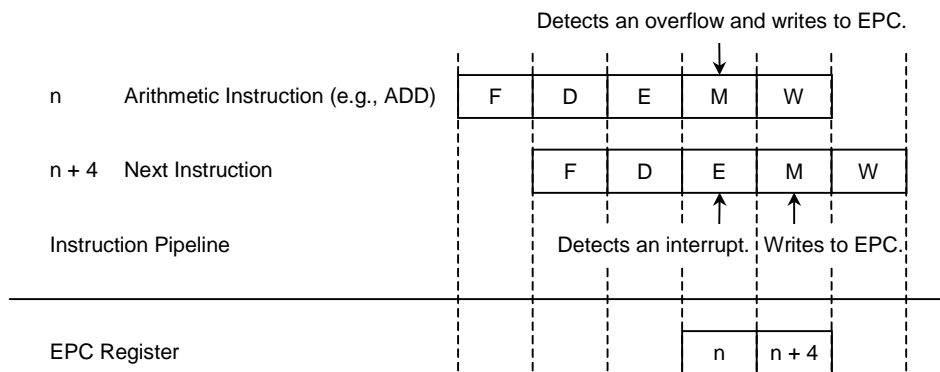 Detects an overflow and writes to EPC.
n Arithmetic Instruction (e.g., ADD) F D E M W
n + 4 Next Instruction F D E M W
Instruction Pipeline Detects an interrupt. Writes to EPC.
EPC Register n n + 4